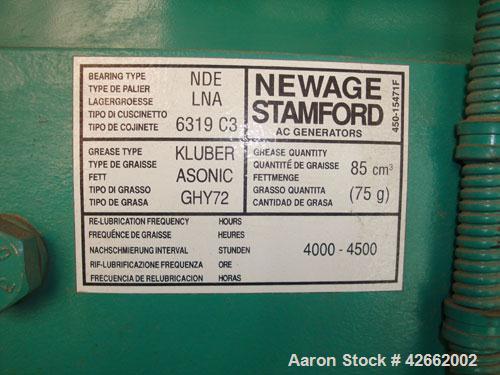 BEARING TYPE
TYPE DE PALIER
LAGERGROESSE
TIPO DI CUSCINETTO
TIPO DE COJINETE
NDE
LNA
6319 C3
NEWAGE
STAMFORD
AC GENERATORS
450-15471F
GREASE TYPE
TYPE DE GRAISSE
FETT
TIPO DI GRASSO
TIPO DE GRASA
KLUBER
ASONIC
GHY72
GREASE QUANTITY
QUANTITÉ DE GRAISSE
FETTMENGE
GRASSO QUANTITA
CANTIDAD DE GRASA
85 cm³
(75 g)
RE-LUBRICATION FREQUENCY HOURS
FREQUÉNCE DE GRAISSE HEURES
NACHSCHMIERUNG INTERVAL STUNDEN
RIF-LUBRIFICAZIONE FREQUENZA ORE
FRECUENCIA DE RELUBRICACION HORAS
4000 - 4500
Aaron Stock # 42662002